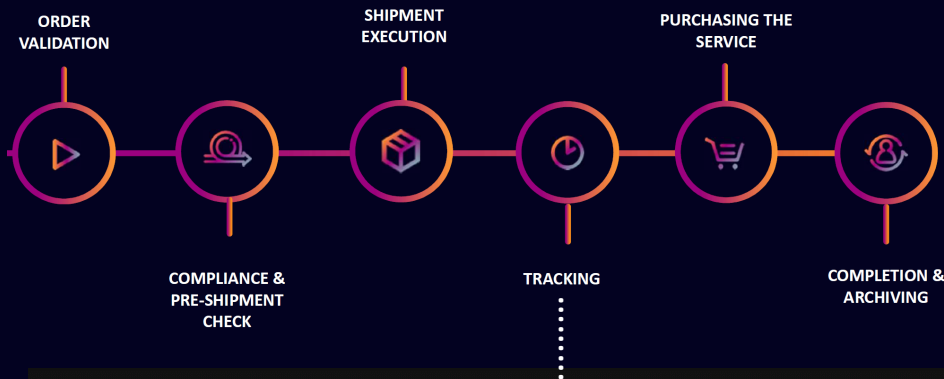 ORDER
VALIDATION
COMPLIANCE &
PRE-SHIPMENT
CHECK
SHIPMENT
EXECUTION
TRACKING
PURCHASING THE
SERVICE
COMPLETION &
ARCHIVING